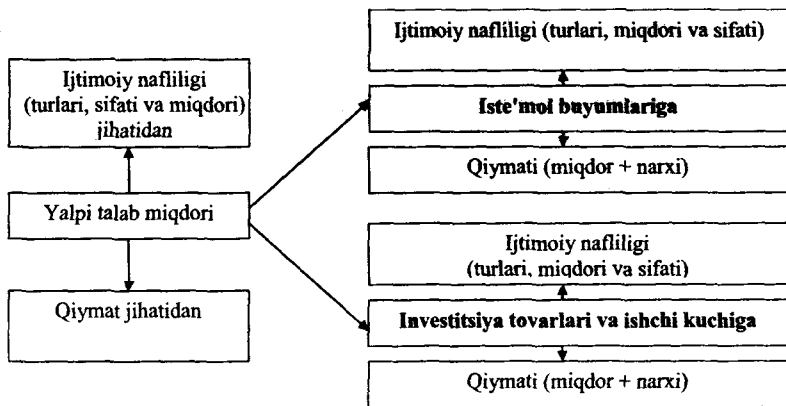 Ijtimoiy nafliligi
(turlari, sifati va miqdori)
jihatidan
Yalpi talab miqdori
Qiymat jihatidan
Ijtimoiy nafliligi (turlari, miqdori va sifati)
Iste'mol buyumlariga
Qiymati (miqdor + narxi)
Ijtimoiy nafliligi
(turlari, miqdori va sifati)
Investitsiya tovarlari va ishchi kuchiga
Qiymati (miqdor + narxi)